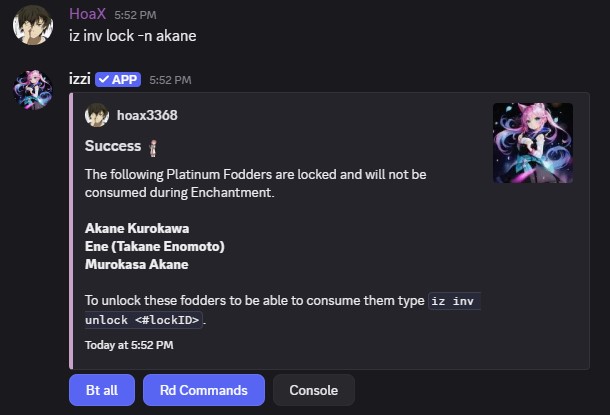 HoaX 5:52 PM
iz inv lock -n akane
izzi APP 5:52 PM
hoax3368
Success
The following Platinum Fodders are locked and will not be
consumed during Enchantment.
Akane Kurokawa
Ene (Takane Enomoto)
Murokasa Akane
To unlock these fodders to be able to consume them type iz inv
unlock <#lockID>.
Today at 5:52 PM
Bt all Rd Commands Console